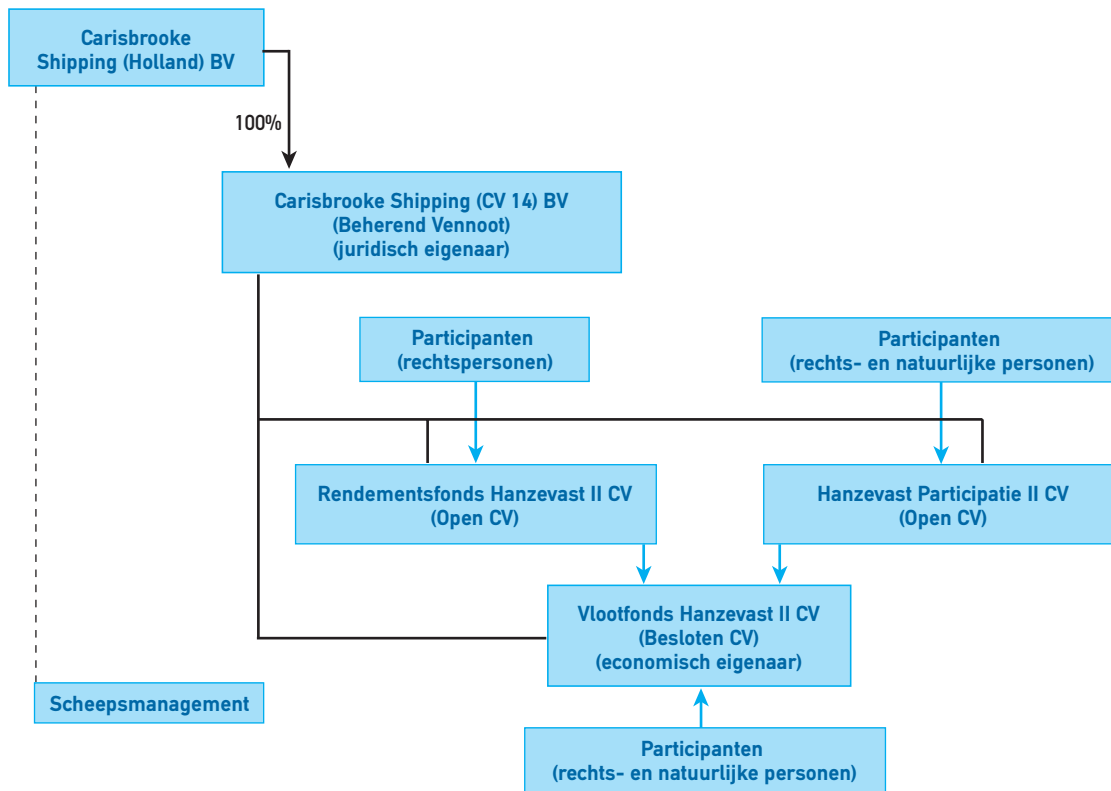 Carisbrooke
Shipping (Holland) BV
100%
Carisbrooke Shipping (CV 14) BV
(Beherend Vennoot)
(juridisch eigenaar)
Participanten
(rechtspersonen)
Participanten
(rechts- en natuurlijke personen)
Rendementsfonds Hanzevast II CV
(Open CV)
Hanzevast Participatie II CV
(Open CV)
Vlootfonds Hanzevast II CV
(Besloten CV)
(economisch eigenaar)
Scheepsmanagement
Participanten
(rechts- en natuurlijke personen)